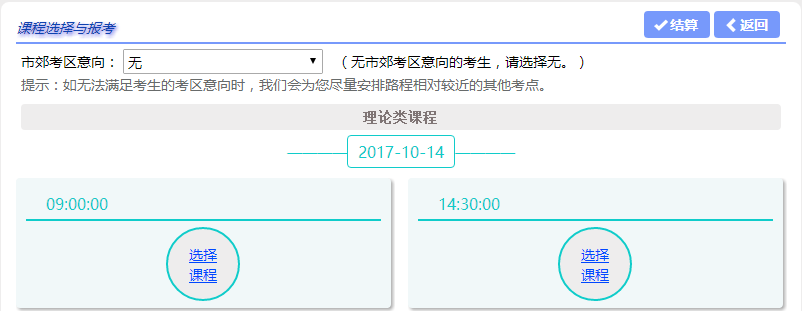 课程选择与报考
结算
返回
市郊考区意向： 无 （ 无市郊考区意向的考生，请选择无。 ）
提示：如无法满足考生的考区意向时，我们会为您尽量安排路程相对较近的其他考点。
理论类课程
2017-10-14
09:00:00
选择
课程
14:30:00
选择
课程